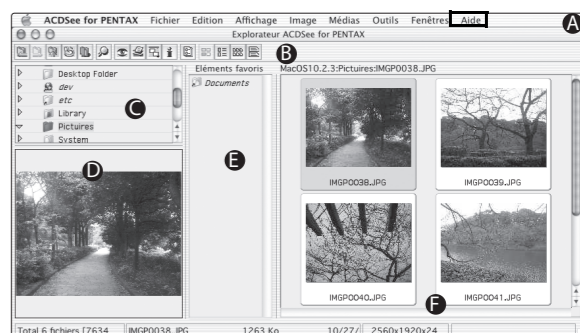 ACDSee for PENTAX Fichier Edition Affichage Image Médias Outils Fenêtres Aide A
Explorateur ACDSee for PENTAX
B
Desktop Folder
dev
etc
Library
Pictures
System
C
D
Eléments favoris
Documents
E
MacOS10.2.3:Pictures:IMGP0038.JPG
IMGP0038.JPG
IMGP0039.JPG
IMGP0040.JPG
IMGP0041.JPG
F
Total 6 fichiers [7634 IMGP0038.JPG 1263 Ko 10/27/ 2560x1920x24